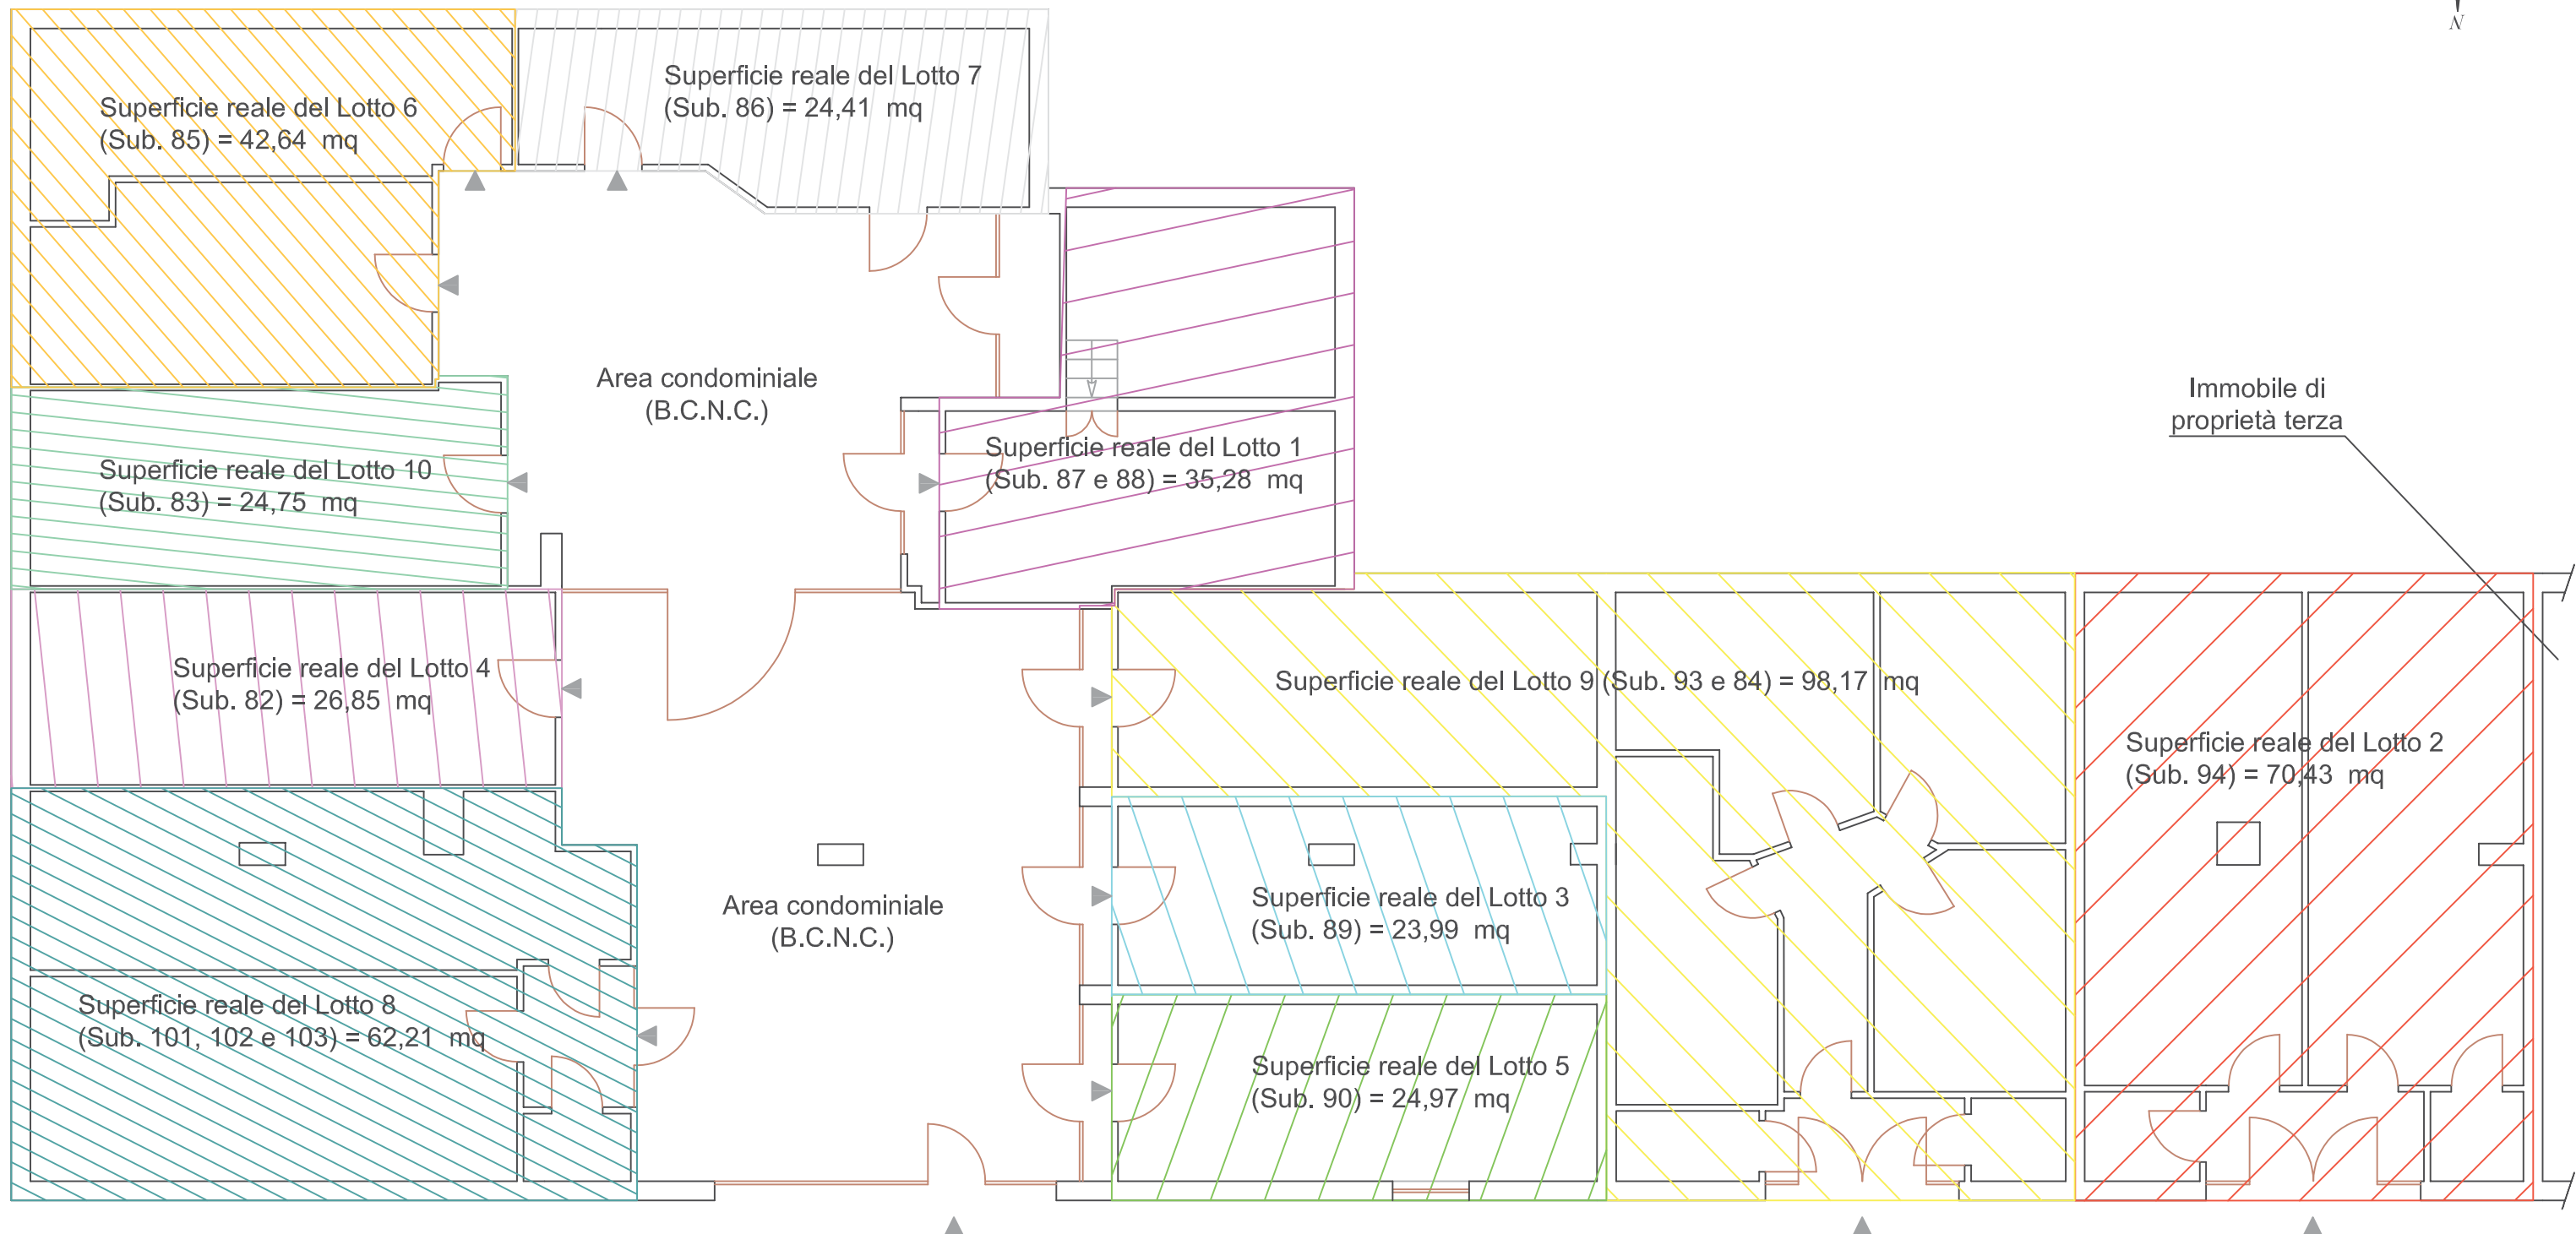 N
Superficie reale del Lotto 7
(Sub. 86) = 24,41 mq
Superficie reale del Lotto 6
(Sub. 85) = 42,64 mq
Area condominiale
(B.C.N.C.)
Immobile di
proprietà terza
Superficie reale del Lotto 1
(Sub. 87 e 88) = 35,28 mq
Superficie reale del Lotto 10
(Sub. 83) = 24,75 mq
Superficie reale del Lotto 4
(Sub. 82) = 26,85 mq
Superficie reale del Lotto 9 (Sub. 93 e 84) = 98,17 mq
Superficie reale del Lotto 2
(Sub. 94) = 70,43 mq
Superficie reale del Lotto 3
(Sub. 89) = 23,99 mq
Area condominiale
(B.C.N.C.)
Superficie reale del Lotto 8
(Sub. 101, 102 e 103) = 62,21 mq
Superficie reale del Lotto 5
(Sub. 90) = 24,97 mq